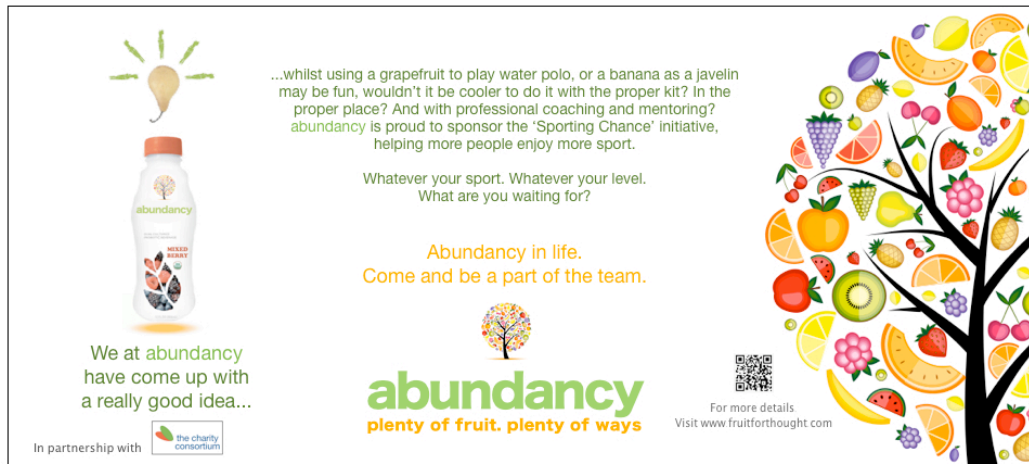 abundancy
MIXED
BERRY
We at abundancy
have come up with
a really good idea...
In partnership with
the charity
consortium
...whilst using a grapefruit to play water polo, or a banana as a javelin
may be fun, wouldn't it be cooler to do it with the proper kit? In the
proper place? And with professional coaching and mentoring?
abundancy is proud to sponsor the 'Sporting Chance' initiative,
helping more people enjoy more sport.
Whatever your sport. Whatever your level.
What are you waiting for?
Abundancy in life.
Come and be a part of the team.
abundancy
plenty of fruit. plenty of ways
For more details
Visit www.fruitforthought.com